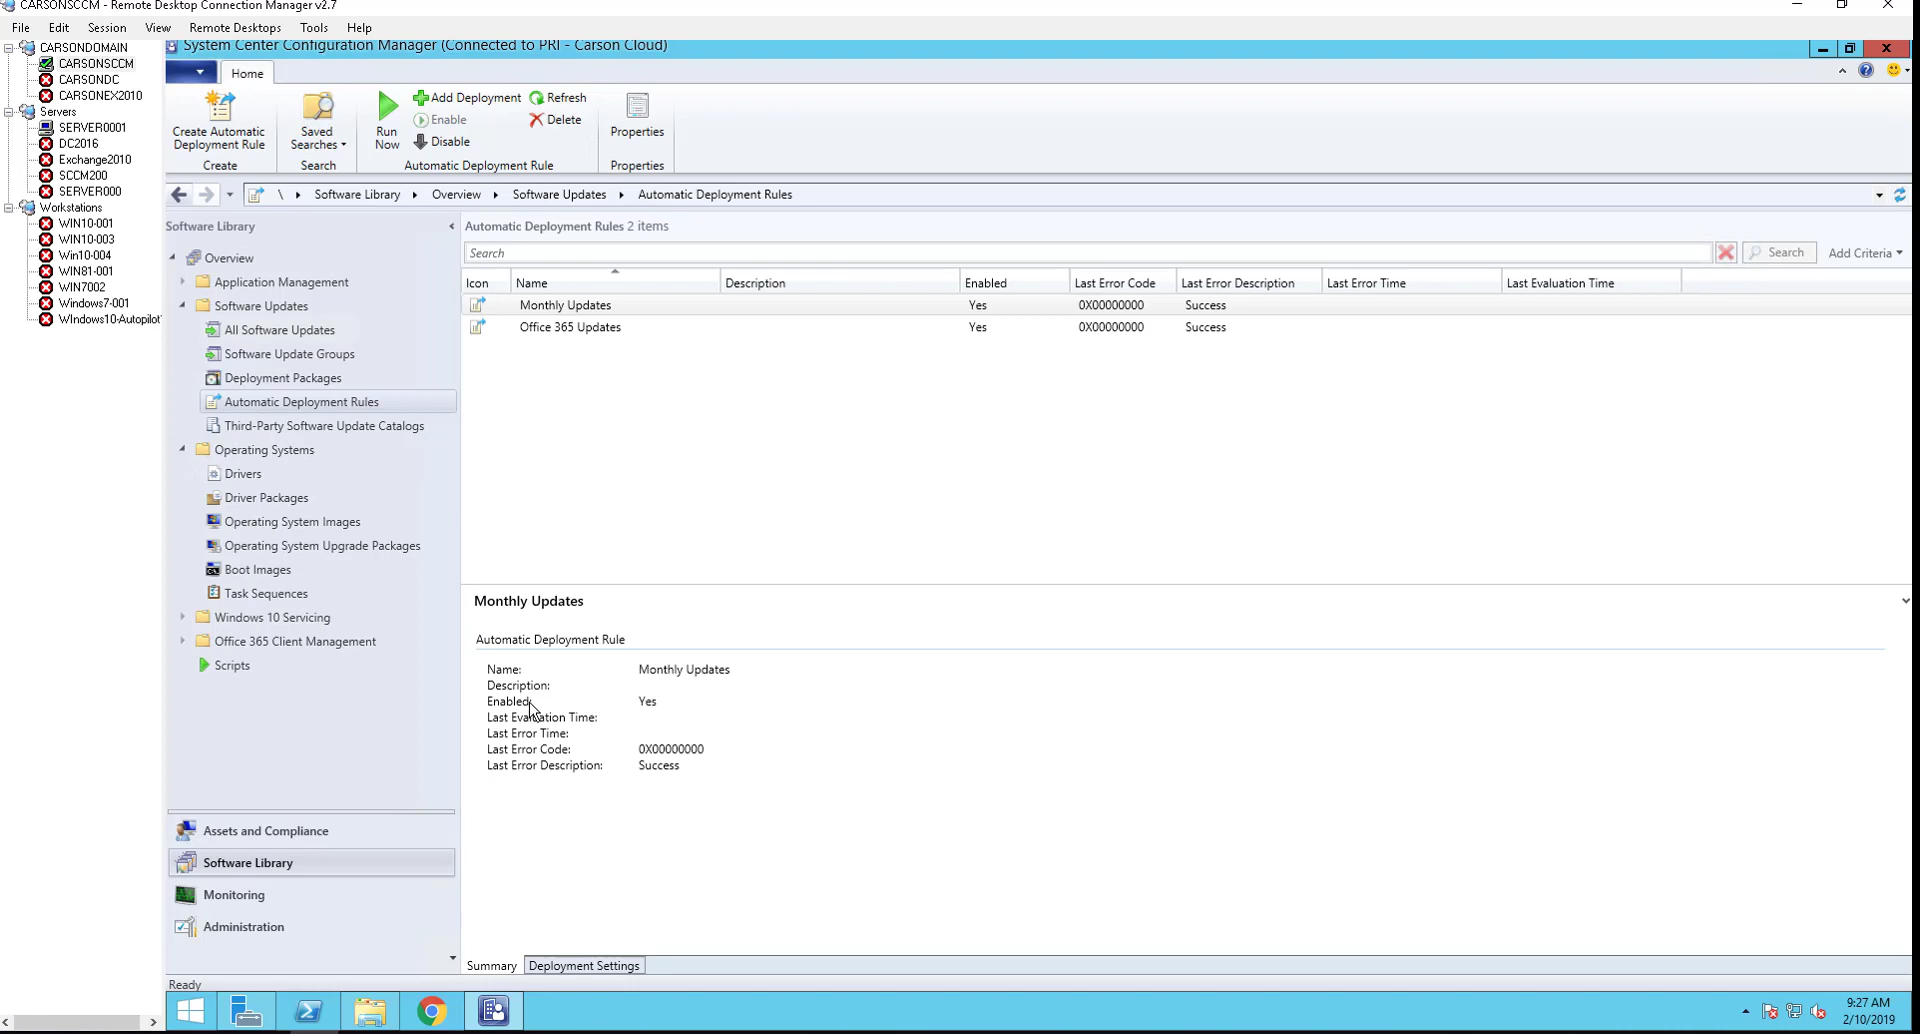 CARSONSCCM - Remote Desktop Connection Manager v2.7
File Edit Session View Remote Desktops Tools Help
CARSONDOMAIN
CARSONSCCM
CARSONDC
CARSONEX2010
Servers
SERVER0001
DC2016
Exchange2010
SCCM200
SERVER000
Workstations
WIN10-001
WIN10-003
Win10-004
WIN81-001
WIN7002
Windows7-001
WIndows10-Autopilot
System Center Configuration Manager (Connected to PRI - Carson Cloud)
Home
Create Automatic
Deployment Rule
Create
Saved
Searches
Search
Run
Now
Add Deployment
Enable
Disable
Refresh
Delete
Automatic Deployment Rule
Properties
Properties
\ Software Library Overview Software Updates Automatic Deployment Rules
Software Library
Overview
Application Management
Software Updates
All Software Updates
Software Update Groups
Deployment Packages
Automatic Deployment Rules
Third-Party Software Update Catalogs
Operating Systems
Drivers
Driver Packages
Operating System Images
Operating System Upgrade Packages
Boot Images
Task Sequences
Windows 10 Servicing
Office 365 Client Management
Scripts
Assets and Compliance
Software Library
Monitoring
Administration
Automatic Deployment Rules 2 items
Search Search Add Criteria
Icon Name Description Enabled Last Error Code Last Error Description Last Error Time Last Evaluation Time
Monthly Updates Yes 0X00000000 Success
Office 365 Updates Yes 0X00000000 Success
Monthly Updates
Automatic Deployment Rule
Name: Monthly Updates
Description:
Enabled: Yes
Last Evaluation Time:
Last Error Time:
Last Error Code: 0X00000000
Last Error Description: Success
Summary Deployment Settings
Ready
9:27 AM
2/10/2019